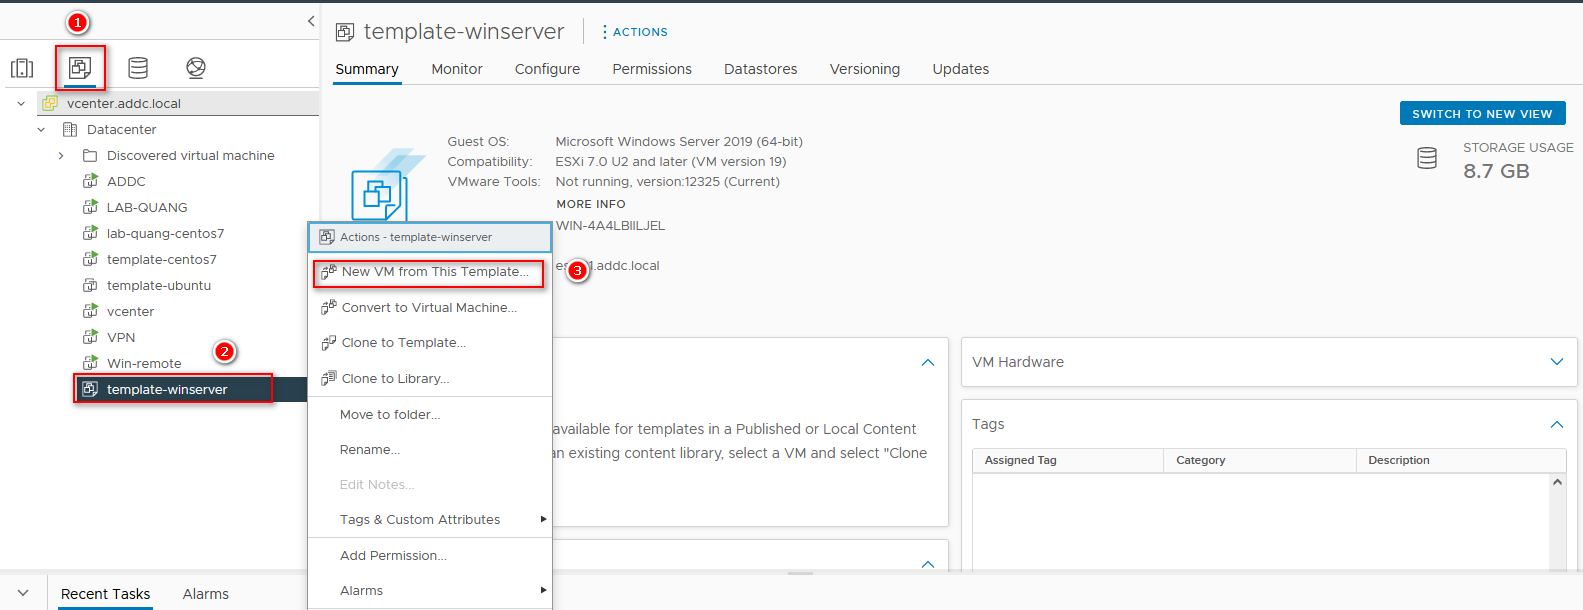 1
template-winserver
ACTIONS
Summary
Monitor
Configure
Permissions
Datastores
Versioning
Updates
vcenter.addc.local
Datacenter
Discovered virtual machine
ADDC
LAB-QUANG
lab-quang-centos7
template-centos7
template-ubuntu
vcenter
VPN
Win-remote
2
template-winserver
SWITCH TO NEW VIEW
Guest OS: Microsoft Windows Server 2019 (64-bit)
Compatibility: ESXi 7.0 U2 and later (VM version 19)
VMware Tools: Not running, version:12325 (Current)
MORE INFO
STORAGE USAGE
8.7 GB
Actions - template-winserver
New VM from This Template...
3
Convert to Virtual Machine...
Clone to Template...
Clone to Library...
Move to folder...
Rename...
Edit Notes...
Tags & Custom Attributes
Add Permission...
Alarms
.addc.local
available for templates in a Published or Local Content
an existing content library, select a VM and select "Clone
VM Hardware
Tags
Assigned Tag
Category
Description
Recent Tasks
Alarms